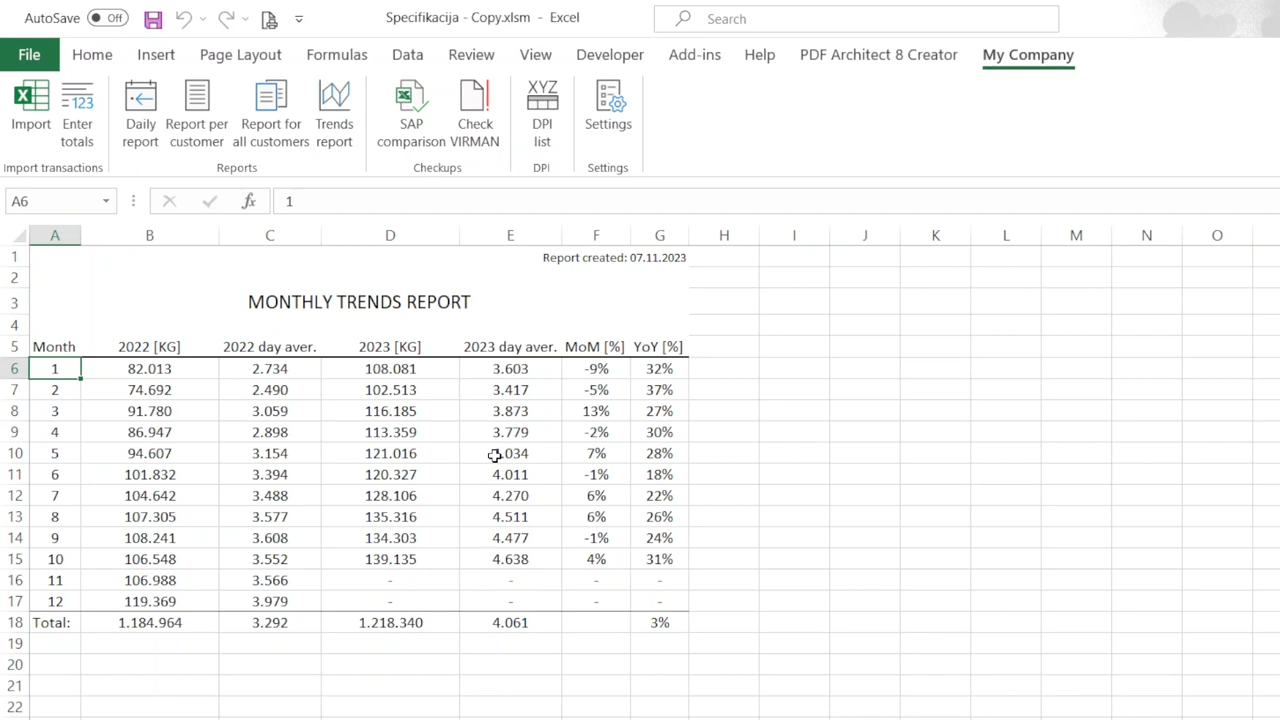 AutoSave Off Specifikacija - Copy.xlsm - Excel Search
File Home Insert Page Layout Formulas Data Review View Developer Add-ins Help PDF Architect 8 Creator My Company
Import Enter totals Daily report Report per customer Report for all customers Trends report SAP comparison Check VIRMAN DPI list Settings
Import transactions Reports Checkups DPI Settings
A6 fx 1
A B C D E F G H I J K L M N O
1 Report created: 07.11.2023
2
3 MONTHLY TRENDS REPORT
4
5 Month 2022 [KG] 2022 day aver. 2023 [KG] 2023 day aver. MoM [%] YoY [%]
6 1 82.013 2.734 108.081 3.603 -9% 32%
7 2 74.692 2.490 102.513 3.417 -5% 37%
8 3 91.780 3.059 116.185 3.873 13% 27%
9 4 86.947 2.898 113.359 3.779 -2% 30%
10 5 94.607 3.154 121.016 .034 7% 28%
11 6 101.832 3.394 120.327 4.011 -1% 18%
12 7 104.642 3.488 128.106 4.270 6% 22%
13 8 107.305 3.577 135.316 4.511 6% 26%
14 9 108.241 3.608 134.303 4.477 -1% 24%
15 10 106.548 3.552 139.135 4.638 4% 31%
16 11 106.988 3.566 - - - -
17 12 119.369 3.979 - - - -
18 Total: 1.184.964 3.292 1.218.340 4.061 3%
19
20
21
22